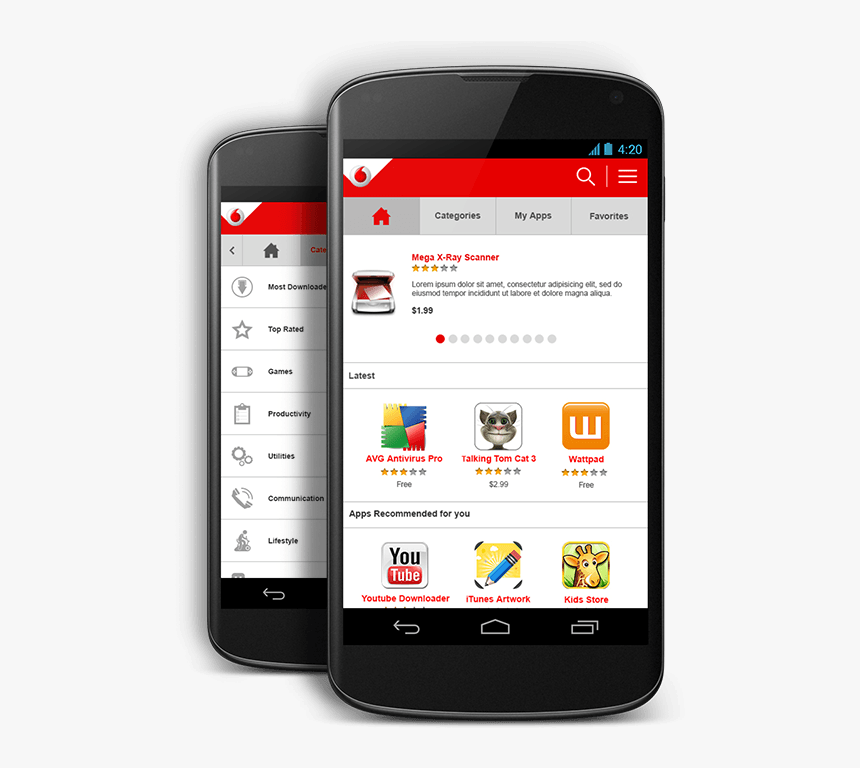 4:20
Categories
My Apps
Favorites
Mega X-Ray Scanner
Lorem ipsum dolor sit amet, consectetur adipisicing elit, sed do
eiusmod tempor incididunt ut labore et dolore magna aliqua.
$1.99
Latest
AVG Antivirus Pro
Free
Talking Tom Cat 3
$2.99
Wattpad
Free
Apps Recommended for you
You
Tube
Youtube Downloader
iTunes Artwork
Kids Store
Cate
Most Downloade
Top Rated
Games
Productivity
Utilities
Communication
Lifestyle